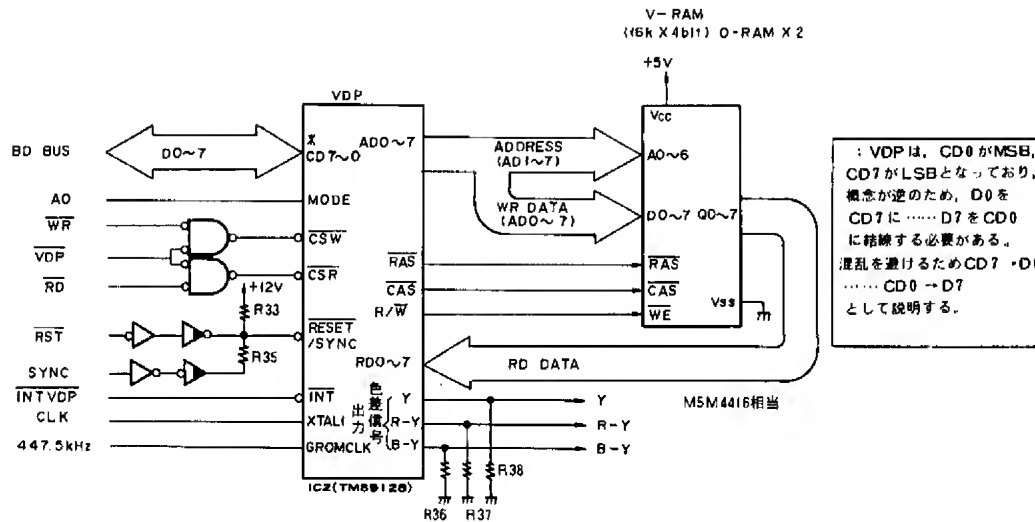 V-RAM
(16k X 4bit) D-RAM X 2
+5V
VDP
Vcc
BD BUS
D0~7
※
CD7~0
AD0~7
ADDRESS
(AD1~7)
A0~6
A0
MODE
WR DATA
(AD0~7)
D0~7
QD~7
WR
CSW
VDP
CSR
RD
RAS
RAS
+12V
CAS
CAS
Vss
R33
R/W
WE
RST
RESET
/SYNC
R35
RD0~7
RD DATA
SYNC
INTVDP
INT
色差信号
出力
Y
Y
M5M4416相当
CLK
XTAL1
R-Y
R-Y
447.5kHz
GROMCLK
B-Y
B-Y
R38
IC2(TM89128)
R36
R37
: VDPは, CD0がMSB,
CD7がLSBとなっており,
概念が逆のため, D0を
CD7に……D7をCD0
に結線する必要がある。
混乱を避けるためCD7→D0
……CD0→D7
として説明する。